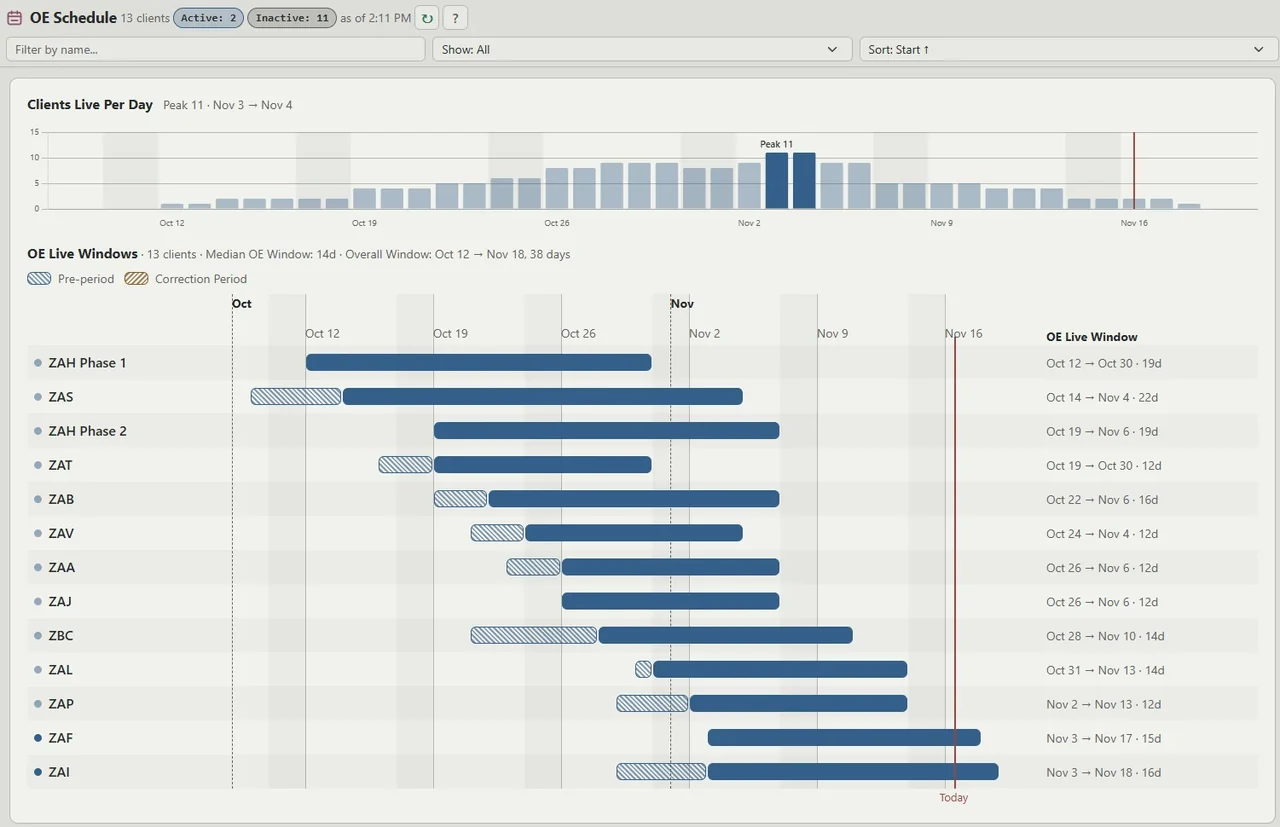 OE Schedule 13 clients Active: 2 Inactive: 11 as of 2:11 PM ↻ ?
Filter by name... Show: All Sort: Start ↑
Clients Live Per Day Peak 11 · Nov 3 → Nov 4
15
Peak 11
10
5
0
Oct 12 Oct 19 Oct 26 Nov 2 Nov 9 Nov 16
OE Live Windows · 13 clients · Median OE Window: 14d · Overall Window: Oct 12 → Nov 18, 38 days
Pre-period Correction Period
Oct Nov
Oct 12 Oct 19 Oct 26 Nov 2 Nov 9 Nov 16 OE Live Window
ZAH Phase 1 Oct 12 → Oct 30 · 19d
ZAS Oct 14 → Nov 4 · 22d
ZAH Phase 2 Oct 19 → Nov 6 · 19d
ZAT Oct 19 → Oct 30 · 12d
ZAB Oct 22 → Nov 6 · 16d
ZAV Oct 24 → Nov 4 · 12d
ZAA Oct 26 → Nov 6 · 12d
ZAJ Oct 26 → Nov 6 · 12d
ZBC Oct 28 → Nov 10 · 14d
ZAL Oct 31 → Nov 13 · 14d
ZAP Nov 2 → Nov 13 · 12d
ZAF Nov 3 → Nov 17 · 15d
ZAI Nov 3 → Nov 18 · 16d
Today